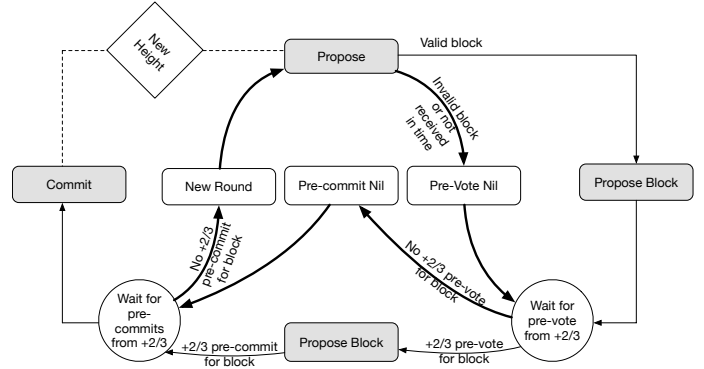 New
Height
Propose
Valid block
Invalid block
or not
received
in time
Commit
New Round
Pre-commit Nil
Pre-Vote Nil
Propose Block
No +2/3
pre-commit
for block
No +2/3 pre-vote
for block
Wait for
pre-
commits
from +2/3
Wait for
pre-vote
from +2/3
+2/3 pre-commit
for block
Propose Block
+2/3 pre-vote
for block